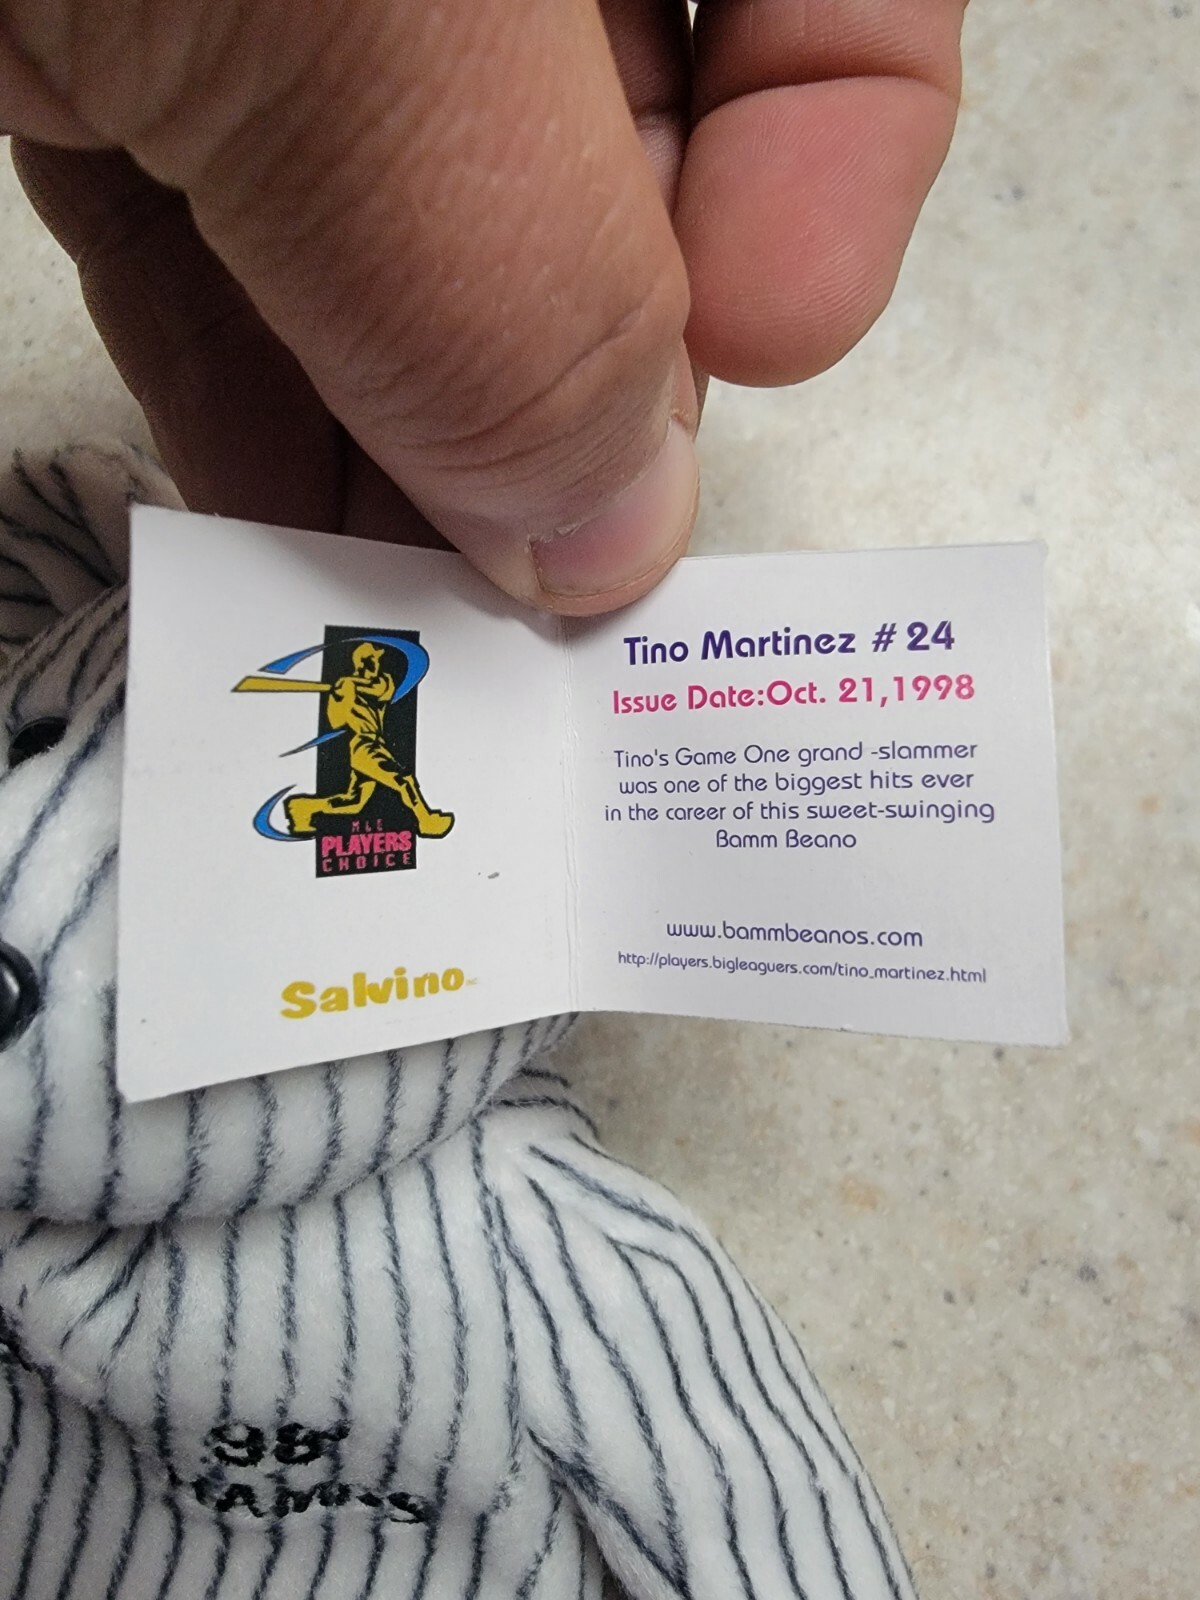 MLB
PLAYERS
CHOICE
Salvino
Tino Martinez # 24
Issue Date:Oct. 21,1998
Tino's Game One grand -slammer
was one of the biggest hits ever
in the career of this sweet-swinging
Bamm Beano
www.bammbeanos.com
http://players.bigleaguers.com/tino_martinez.html
98'